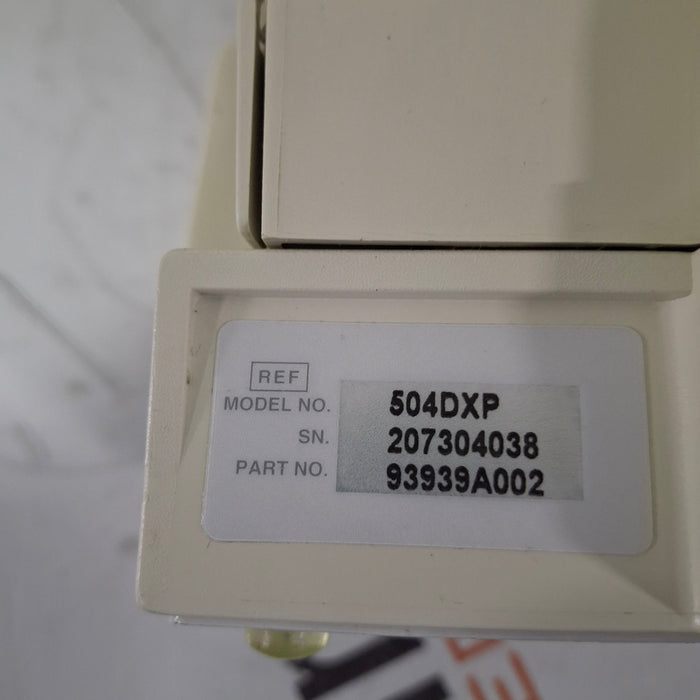 REF
MODEL NO. 504DXP
SN. 207304038
PART NO. 93939A002